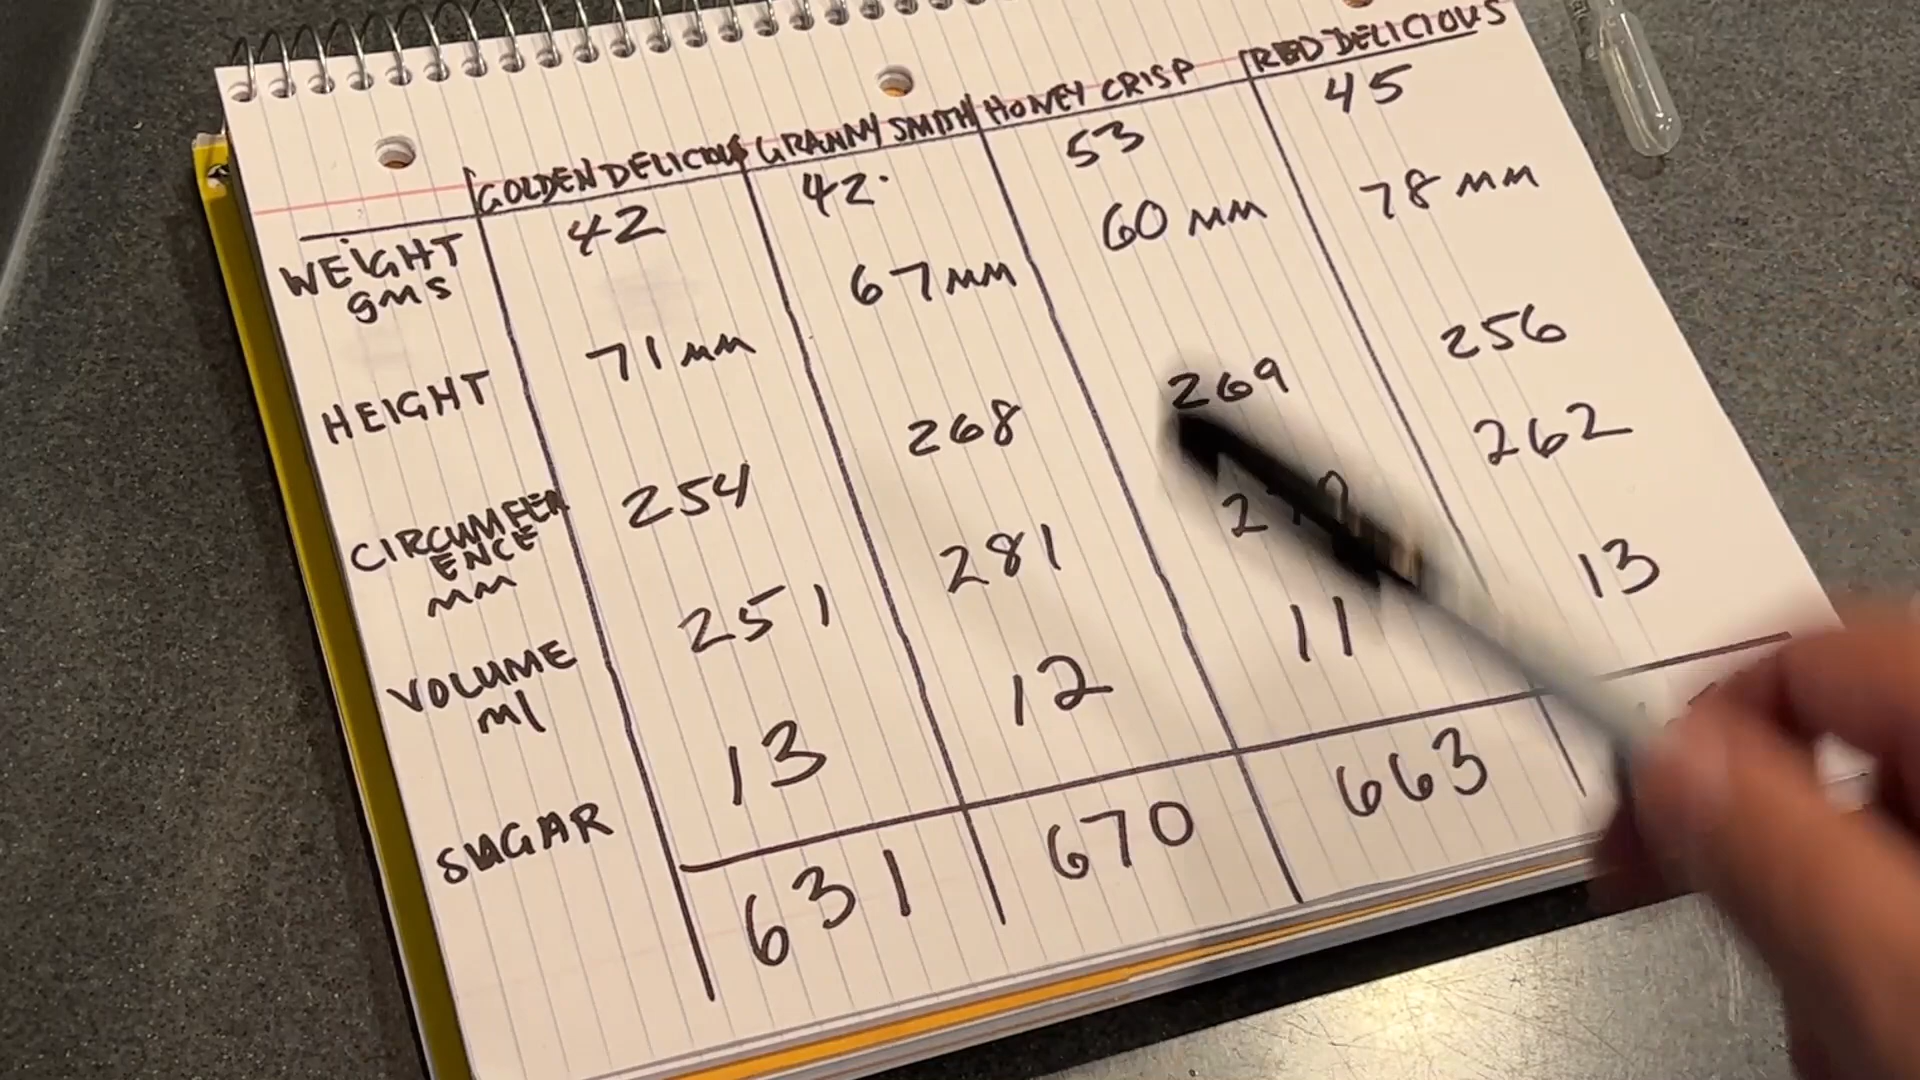 GOLDEN DELICIOUS GRANNY SMITH HONEY CRISP RED DELICIOUS
WEIGHT gms 42 42 53 45
HEIGHT 71 mm 67 mm 60 mm 78 mm
CIRCUMFER
ENCE
mm 254 268 269 256
VOLUME
ml 251 281 262
SUGAR 13 12 11 13
631 670 663